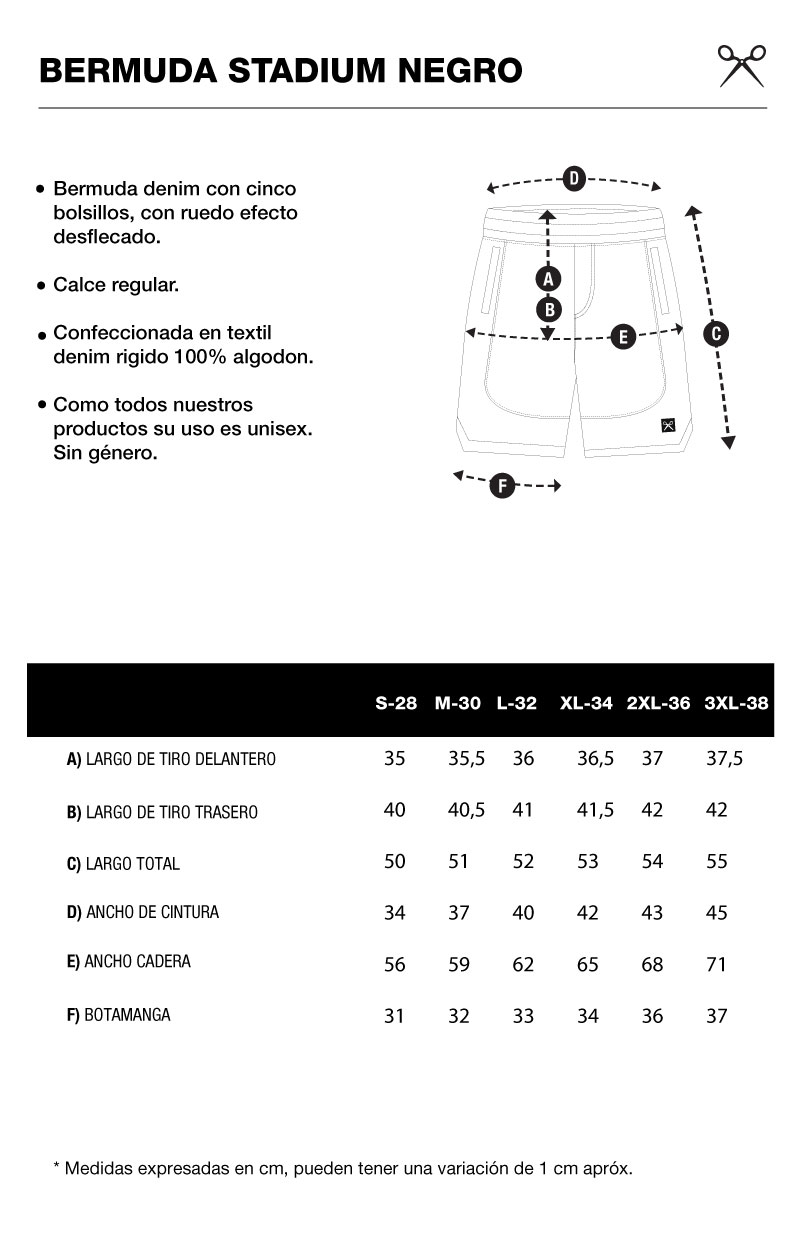 BERMUDA STADIUM NEGRO
• Bermuda denim con cinco
bolsillos, con ruedo efecto
desflecado.
• Calce regular.
• Confeccionada en textil
denim rigido 100% algodon.
• Como todos nuestros
productos su uso es unisex.
Sin género.
D
A
B
E
C
F
S-28 M-30 L-32 XL-34 2XL-36 3XL-38
A) LARGO DE TIRO DELANTERO 35 35,5 36 36,5 37 37,5
B) LARGO DE TIRO TRASERO 40 40,5 41 41,5 42 42
C) LARGO TOTAL 50 51 52 53 54 55
D) ANCHO DE CINTURA 34 37 40 42 43 45
E) ANCHO CADERA 56 59 62 65 68 71
F) BOTAMANGA 31 32 33 34 36 37
* Medidas expresadas en cm, pueden tener una variación de 1 cm apróx.